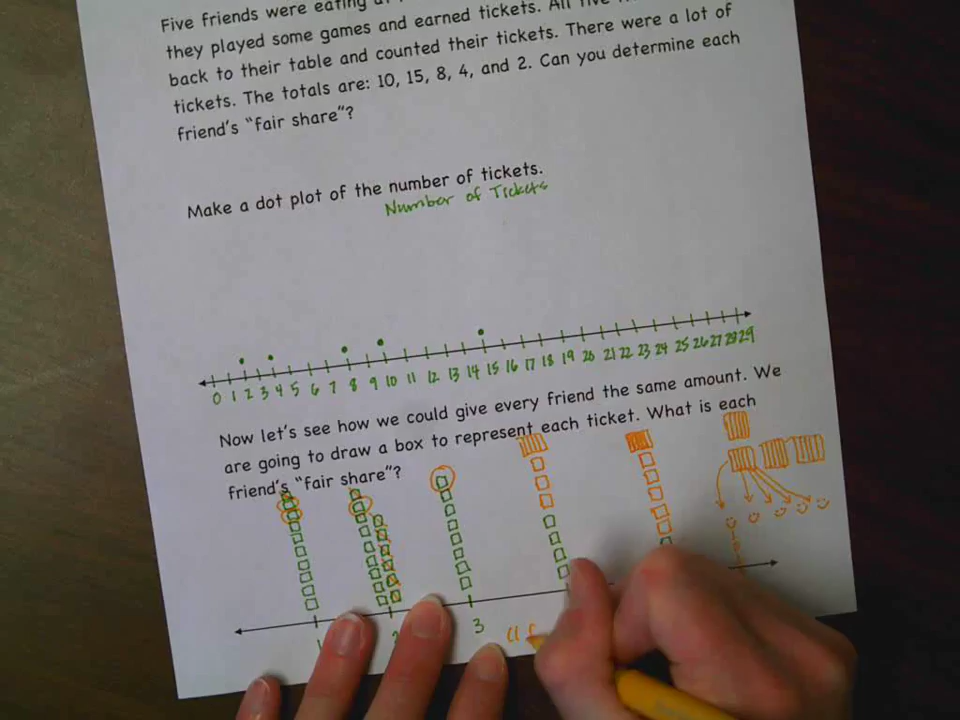 Five friends were eating
they played some games and earned tickets. All five
back to their table and counted their tickets. There were a lot of
tickets. The totals are: 10, 15, 8, 4, and 2. Can you determine each
friend's "fair share"?
Make a dot plot of the number of tickets.
Number of Tickets
0 1 2 3 4 5 6 7 8 9 10 11 12 13 14 15 16 17 18 19 20 21 22 23 24 25 26 27 28 29
Now let's see how we could give every friend the same amount. We
are going to draw a box to represent each ticket. What is each
friend's "fair share"?
1 2 3